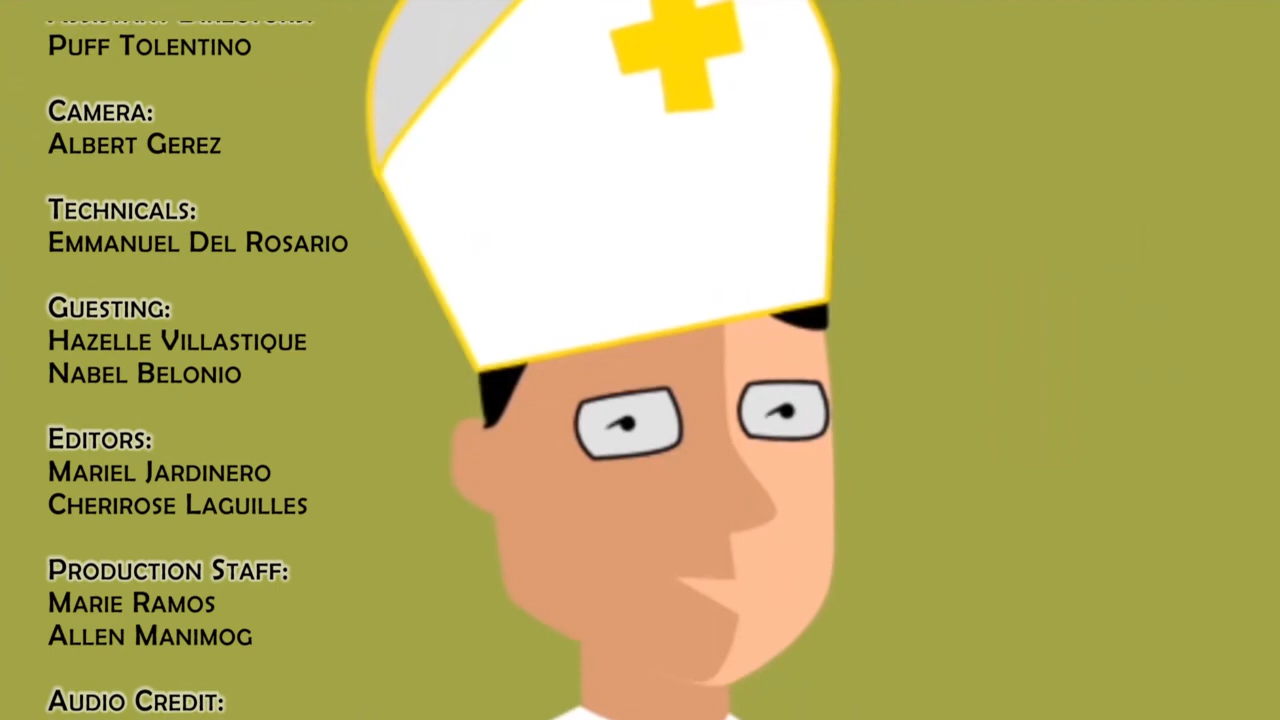 Puff Tolentino
Camera:
Albert Gerez
Technicals:
Emmanuel Del Rosario
Guesting:
Hazelle Villastique
Nabel Belonio
Editors:
Mariel Jardinero
Cherirose Laguilles
Production Staff:
Marie Ramos
Allen Manimog
Audio Credit: